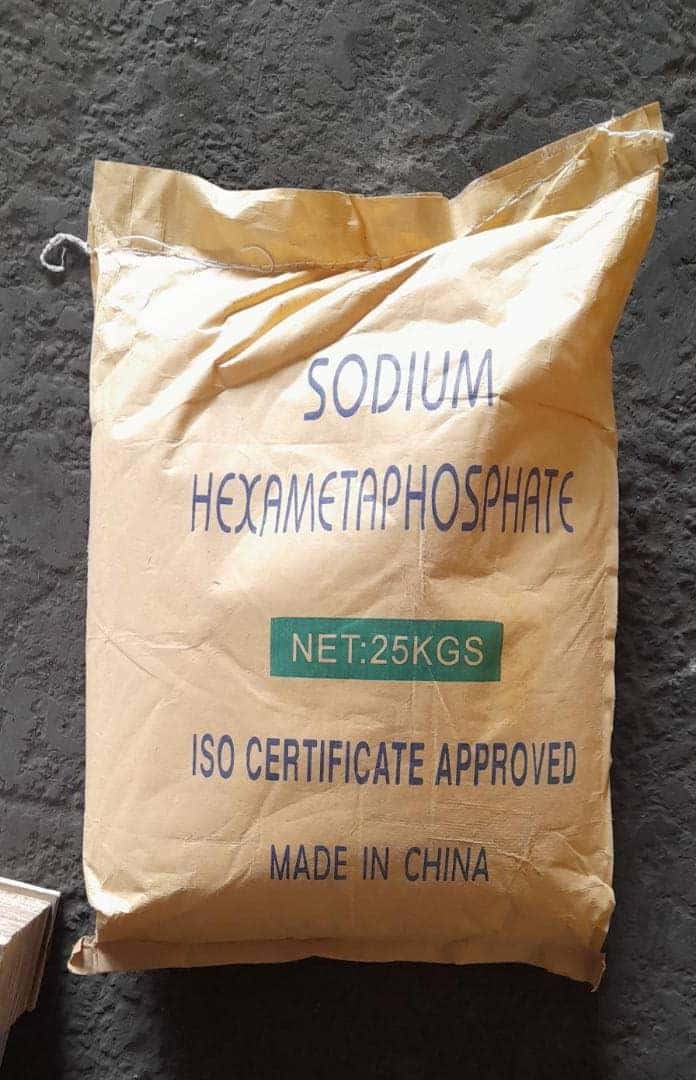 SODIUM
HEXAMETAPHOSPHATE
NET:25KGS
ISO CERTIFICATE APPROVED
MADE IN CHINA